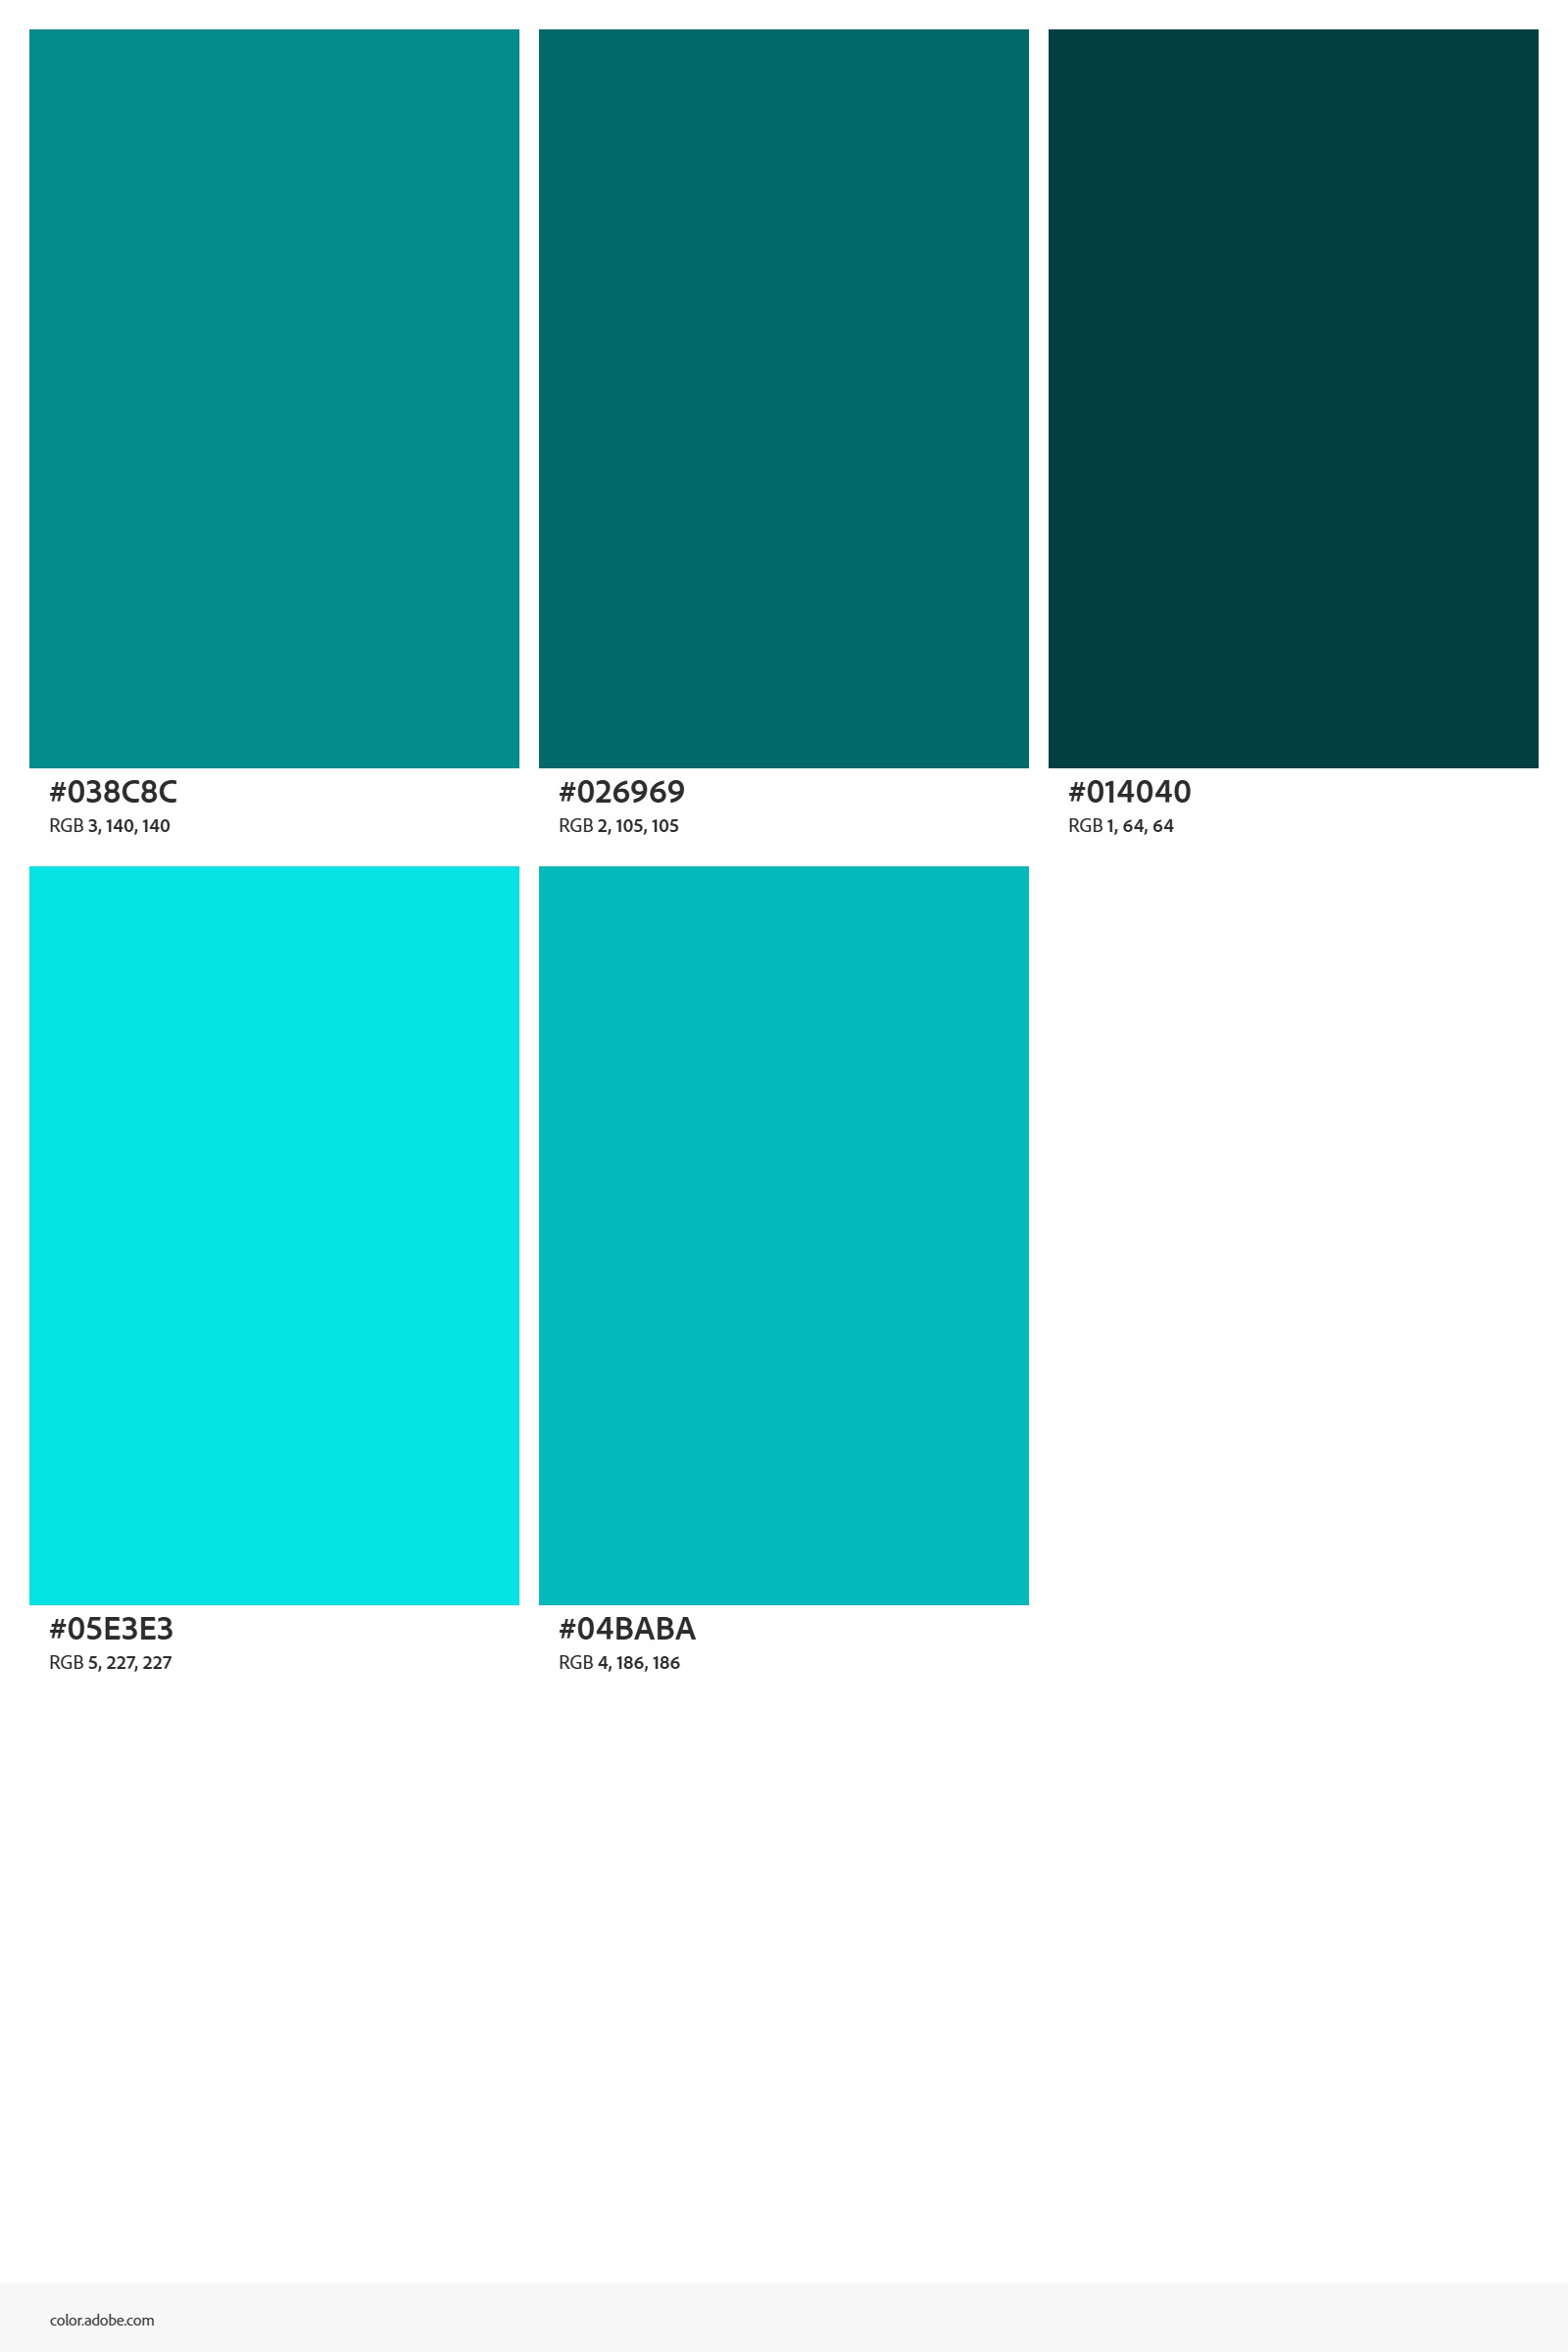 #038C8C
RGB 3, 140, 140
#026969
RGB 2, 105, 105
#014040
RGB 1, 64, 64
#05E3E3
RGB 5, 227, 227
#04BABA
RGB 4, 186, 186
color.adobe.com